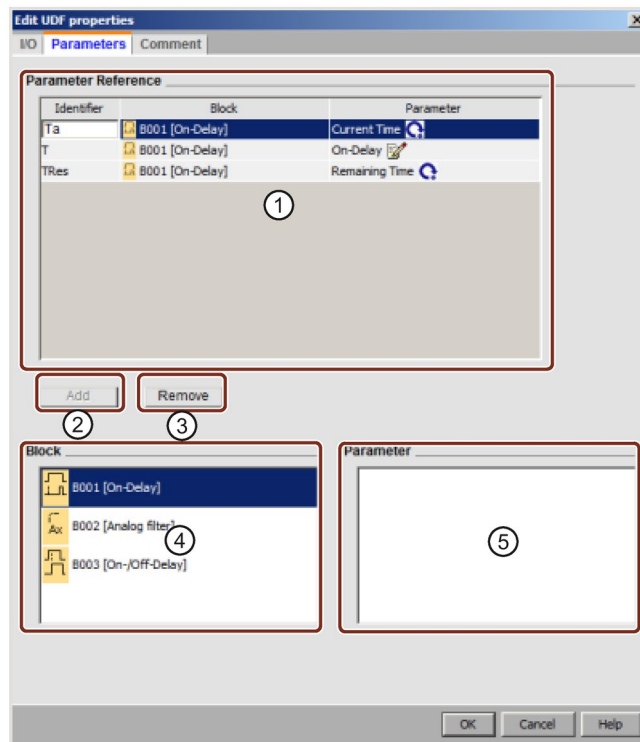 Edit UDF properties
I/O Parameters Comment
Parameter Reference
Identifier Block Parameter
Ta B001 [On-Delay] Current Time
T B001 [On-Delay] On-Delay
TRes B001 [On-Delay] Remaining Time
1
Add Remove
2 3
Block Parameter
B001 [On-Delay]
Ax B002 [Analog filter]
4 5
B003 [On-/Off-Delay]
OK Cancel Help